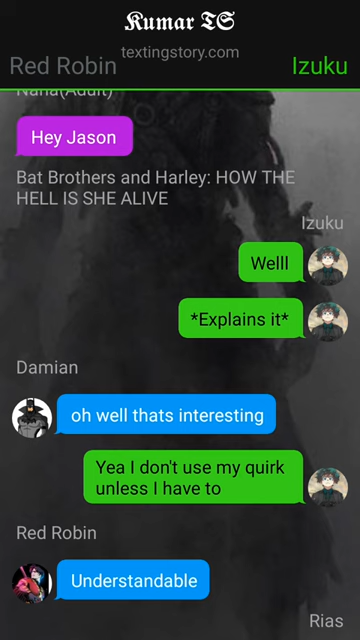 Kumar TS
textingstory.com
Red Robin
Izuku
Nana(Adult)
Hey Jason
Bat Brothers and Harley: HOW THE
HELL IS SHE ALIVE
Izuku
Welll
*Explains it*
Damian
oh well thats interesting
Yea I don't use my quirk
unless I have to
Red Robin
Understandable
Rias